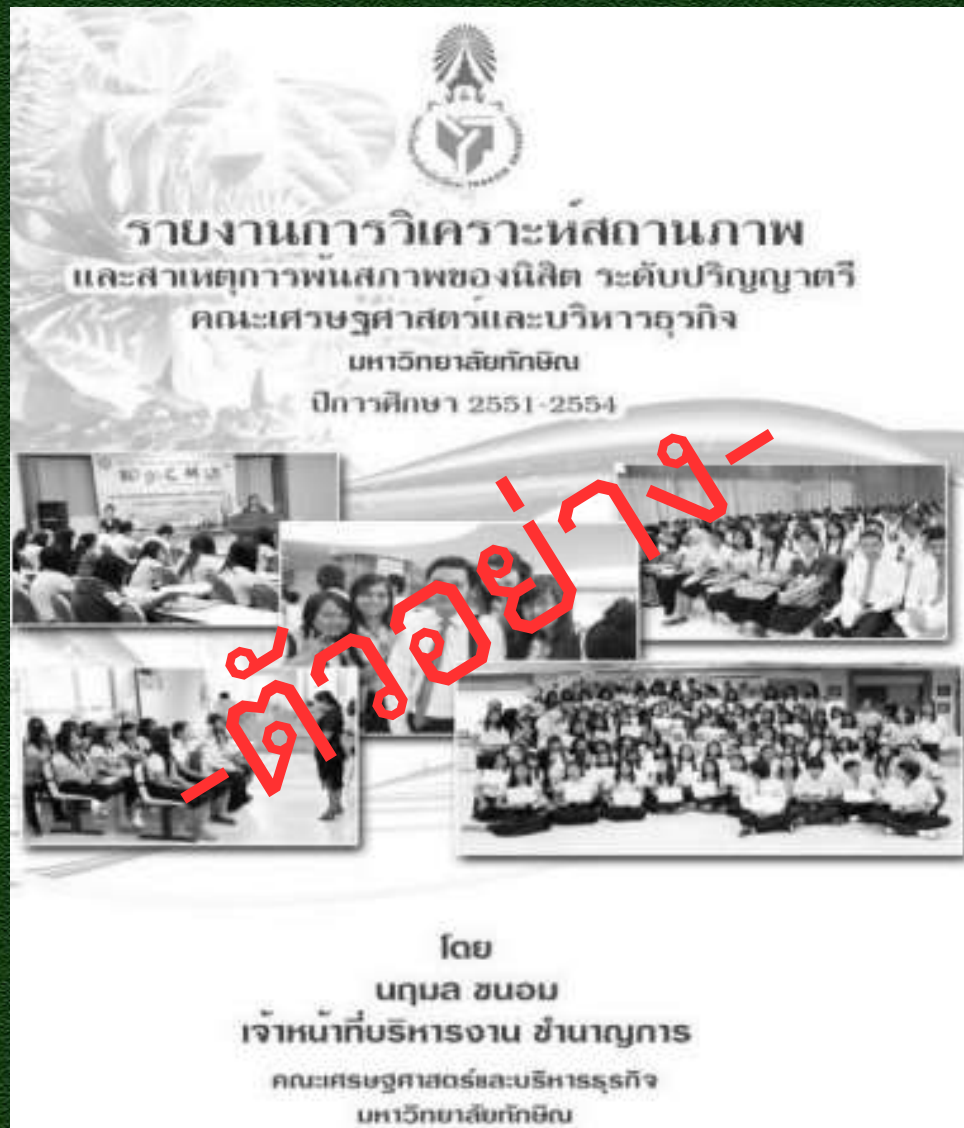 รายงานการวิเคราะห์สถานภาพ
และสาเหตุการพ้นสภาพของนิสิต ระดับปริญญาตรี
คณะเศรษฐศาสตร์และบริหารธุรกิจ
มหาวิทยาลัยทักษิณ
ปีการศึกษา 2551-2554
-ตัวอย่าง-
โดย
นฤมล ขนอม
เจ้าหน้าที่บริหารงาน ชำนาญการ
คณะเศรษฐศาสตร์และบริหารธุรกิจ
มหาวิทยาลัยทักษิณ